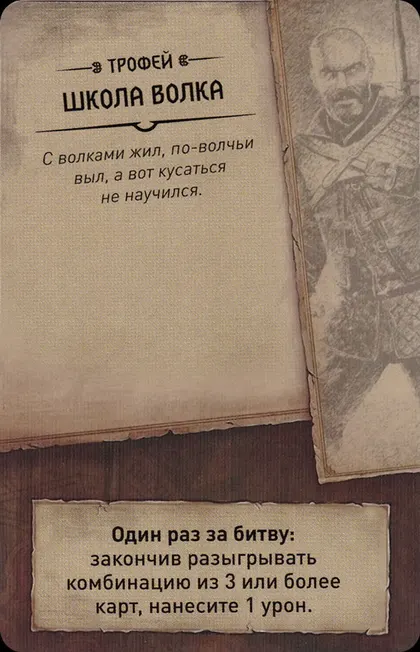 ТРОФЕЙ
ШКОЛА ВОЛКА
С волками жил, по-волчьи
выл, а вот кусаться
не научился.
Один раз за битву:
закончив разыгрывать
комбинацию из 3 или более
карт, нанесите 1 урон.